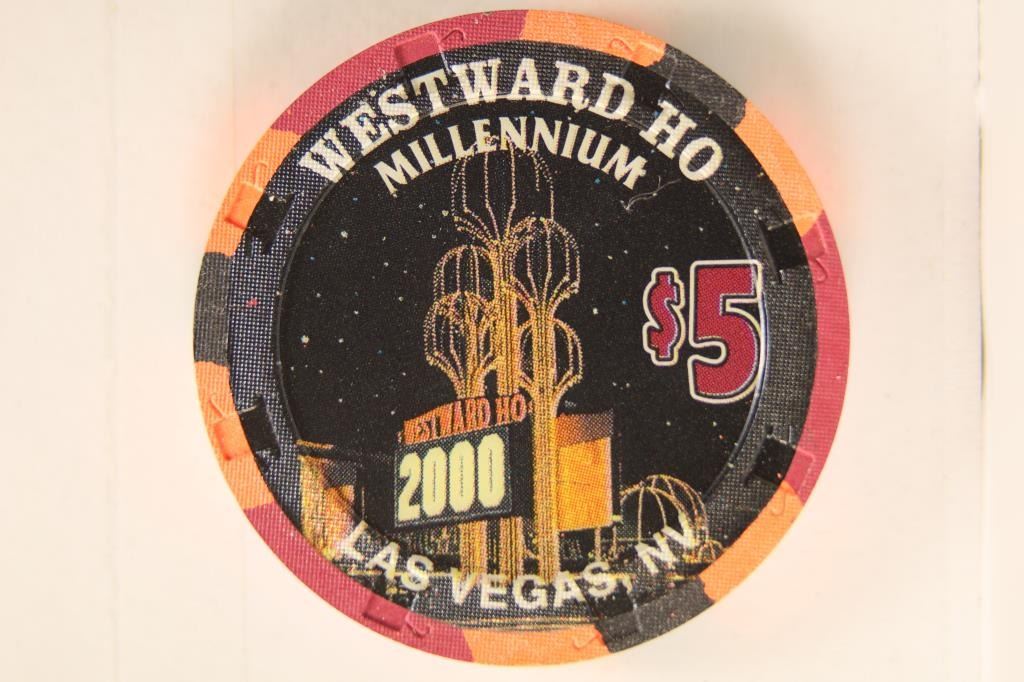 WESTWARD HO
MILLENNIUM
$5
WESTWARD HO
2000
LAS VEGAS, NV